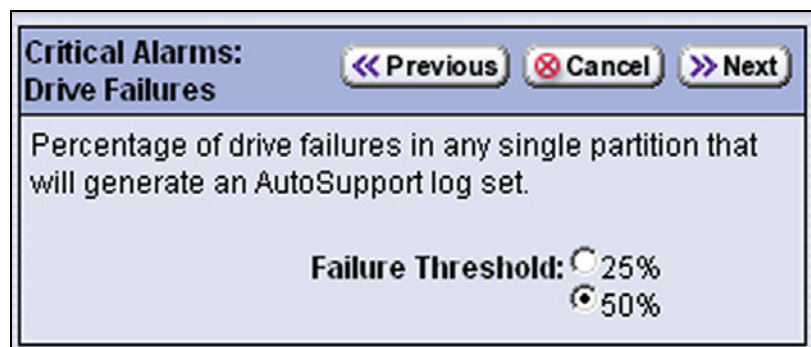 Critical Alarms:
Drive Failures
Previous
Cancel
Next
Percentage of drive failures in any single partition that
will generate an AutoSupport log set.
Failure Threshold: 25%
50%